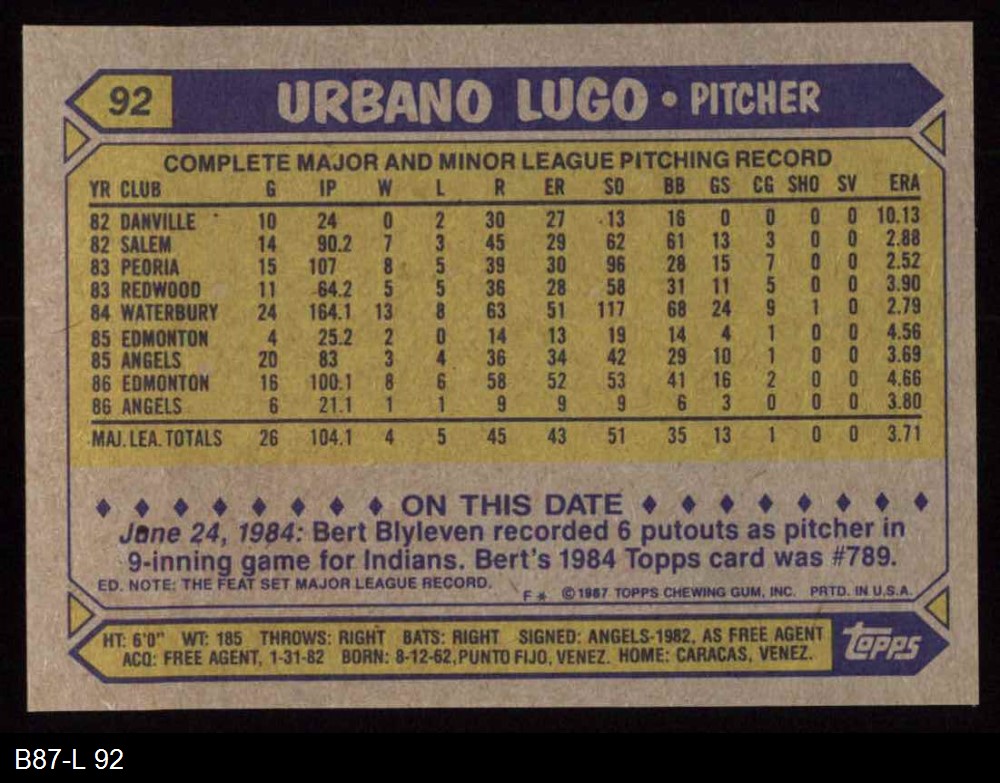 92 URBANO LUGO • PITCHER
COMPLETE MAJOR AND MINOR LEAGUE PITCHING RECORD
YR CLUB G IP W L R ER SO BB GS CG SHO SV ERA
82 DANVILLE 10 24 0 2 30 27 13 16 0 0 0 0 10.13
82 SALEM 14 90.2 7 3 45 29 62 61 13 3 0 0 2.88
83 PEORIA 15 107 8 5 39 30 96 28 15 7 0 0 2.52
83 REDWOOD 11 64.2 5 5 36 28 58 31 11 5 0 0 3.90
84 WATERBURY 24 164.1 13 8 63 51 117 68 24 9 1 0 2.79
85 EDMONTON 4 25.2 2 0 14 13 19 14 4 1 0 0 4.56
85 ANGELS 20 83 3 4 36 34 42 29 10 1 0 0 3.69
86 EDMONTON 16 100.1 8 6 58 52 53 41 16 2 0 0 4.66
86 ANGELS 6 21.1 1 1 9 9 9 6 3 0 0 0 3.80
MAJ. LEA. TOTALS 26 104.1 4 5 45 43 51 35 13 1 0 0 3.71
♦ ♦ ♦ ♦ ♦ ♦ ♦ ♦ ON THIS DATE ♦ ♦ ♦ ♦ ♦ ♦ ♦ ♦
June 24, 1984: Bert Blyleven recorded 6 putouts as pitcher in
9-inning game for Indians. Bert's 1984 Topps card was #789.
ED. NOTE: THE FEAT SET MAJOR LEAGUE RECORD.
F * ©1987 TOPPS CHEWING GUM, INC. PRTD. IN U.S.A.
HT: 6'0" WT: 185 THROWS: RIGHT BATS: RIGHT SIGNED: ANGELS-1982, AS FREE AGENT
ACQ: FREE AGENT, 1-31-82 BORN: 8-12-62, PUNTO FIJO, VENEZ. HOME: CARACAS, VENEZ.
topps
B87-L 92